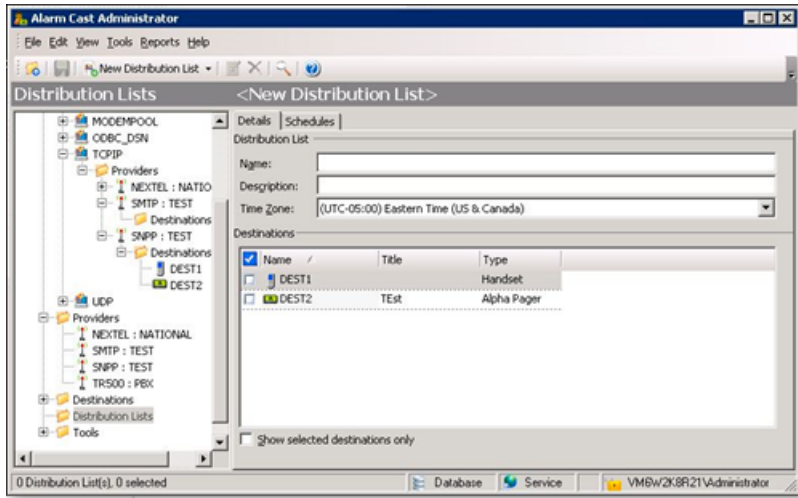 Alarm Cast Administrator
File Edit View Tools Reports Help
New Distribution List
Distribution Lists
<New Distribution List>
MODEMPOOL
ODBC_DSN
TCPIP
Providers
NEXTEL : NATIO
SMTP : TEST
Destinations
SNPP : TEST
Destinations
DEST1
DEST2
UDP
Providers
NEXTEL : NATIONAL
SMTP : TEST
SNPP : TEST
TR500 : PBX
Destinations
Distribution Lists
Tools
Details Schedules
Distribution List
Name:
Description:
Time Zone: (UTC-05:00) Eastern Time (US & Canada)
Destinations
Name Title Type
DEST1 Handset
DEST2 TEst Alpha Pager
Show selected destinations only
0 Distribution List(s), 0 selected Database Service VM6W2K8R21\Administrator